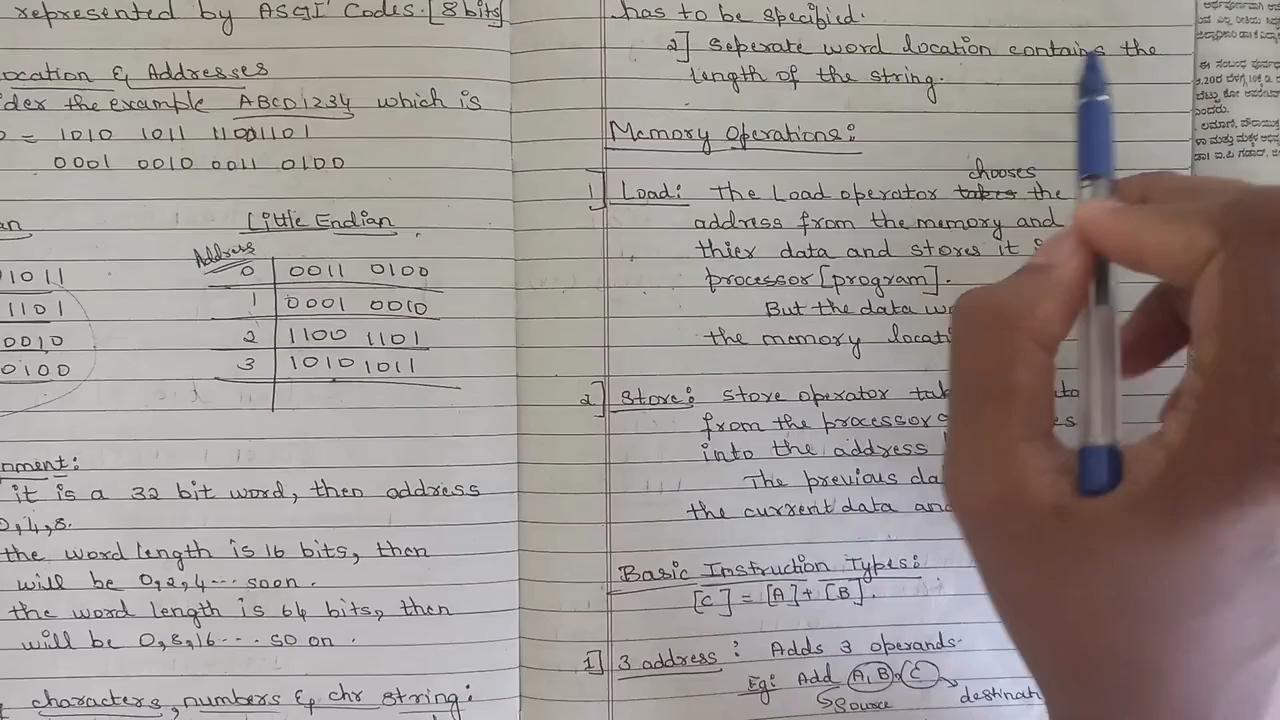 represented by ASCII Codes. [8 bits]
ocation & Addresses
ider the example ABCD1234 which is
= 1010 1011 11001101
0001 0010 0011 0100
an
Little Endian
Address
1011
0 0011 0100
1101
1 0001 0010
0010
2 1100 1101
0100
3 1010 1011
nment:
it is a 32 bit word, then address
0,4,8.
the word length is 16 bits, then
will be 0,2,4... soon.
the word length is 64 bits, then
will be 0,8,16... so on.
characters, numbers & chr string:
has to be specified.
2] seperate word location contains the
length of the string.
Memory Operations:
chooses
1] Load: The Load operator takes the
address from the memory and
thier data and stores it
processor [program].
But the data
the memory locati
2] Store: store operator
from the processor
into the address
The previous da
the current data and
Basic Instruction Types:
[C] = [A] + [B].
1] 3 address: Adds 3 operands.
Eg: Add A, B, C
Source
destinat